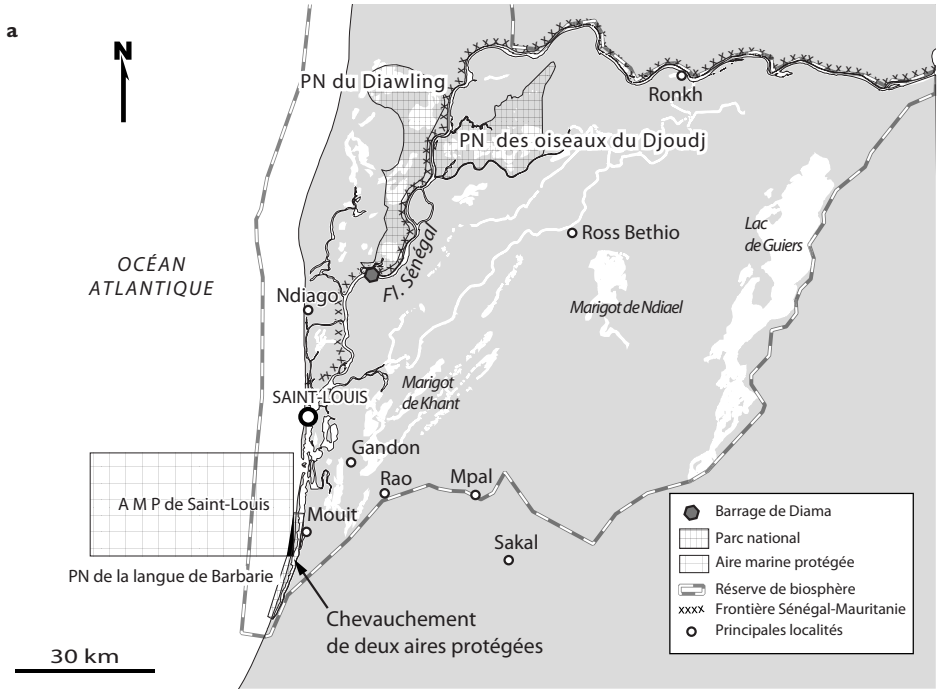 a
N
PN du Diawling
Ronkh
PN des oiseaux du Djoudj
Fl. Sénégal
Ross Bethio
Lac
de Guiers
OCÉAN
ATLANTIQUE
Ndiago
Marigot de Ndiael
Marigot
de Khant
SAINT-LOUIS
Gandon
Rao
Mpal
A M P de Saint-Louis
Mouit
Sakal
PN de la langue de Barbarie
Chevauchement
de deux aires protégées
30 km
Barrage de Diama
Parc national
Aire marine protégée
Réserve de biosphère
xxxx Frontière Sénégal-Mauritanie
Principales localités